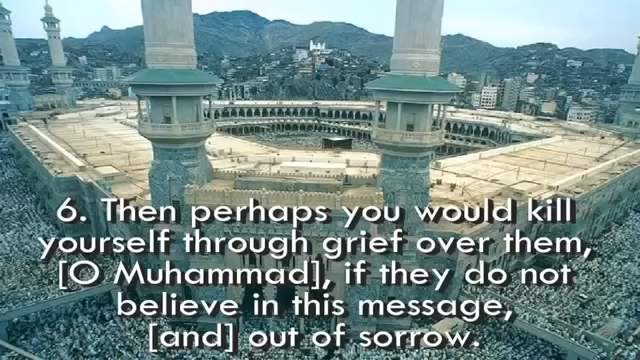 6. Then perhaps you would kill
yourself through grief over them,
[O Muhammad], if they do not
believe in this message,
[and] out of sorrow.